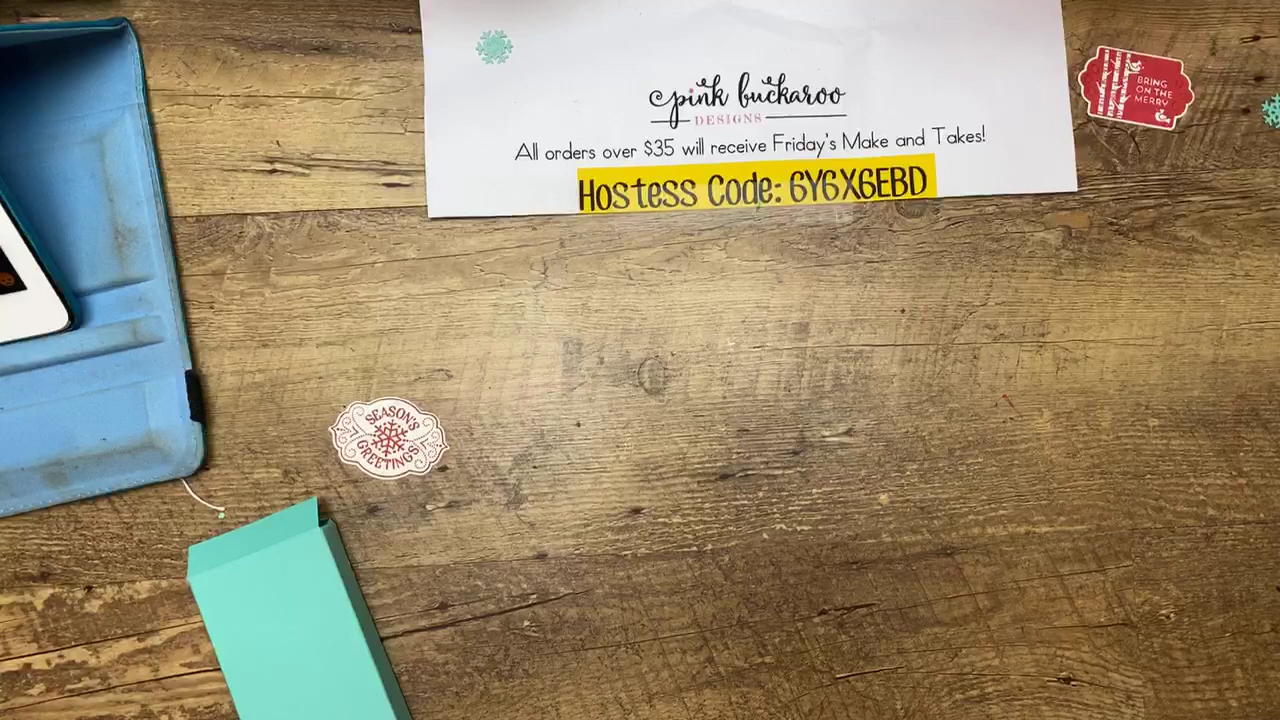 pink buckaroo
DESIGNS
All orders over $35 will receive Friday's Make and Takes!
Hostess Code: 6Y6X6EBD
BRING
ON THE
MERRY
SEASON'S
GREETINGS